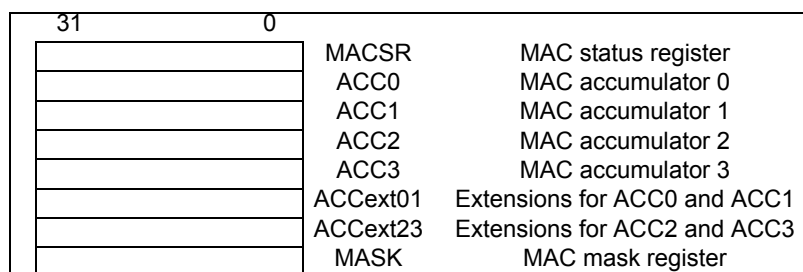 31 0
MACSR MAC status register
ACC0 MAC accumulator 0
ACC1 MAC accumulator 1
ACC2 MAC accumulator 2
ACC3 MAC accumulator 3
ACCext01 Extensions for ACC0 and ACC1
ACCext23 Extensions for ACC2 and ACC3
MASK MAC mask register